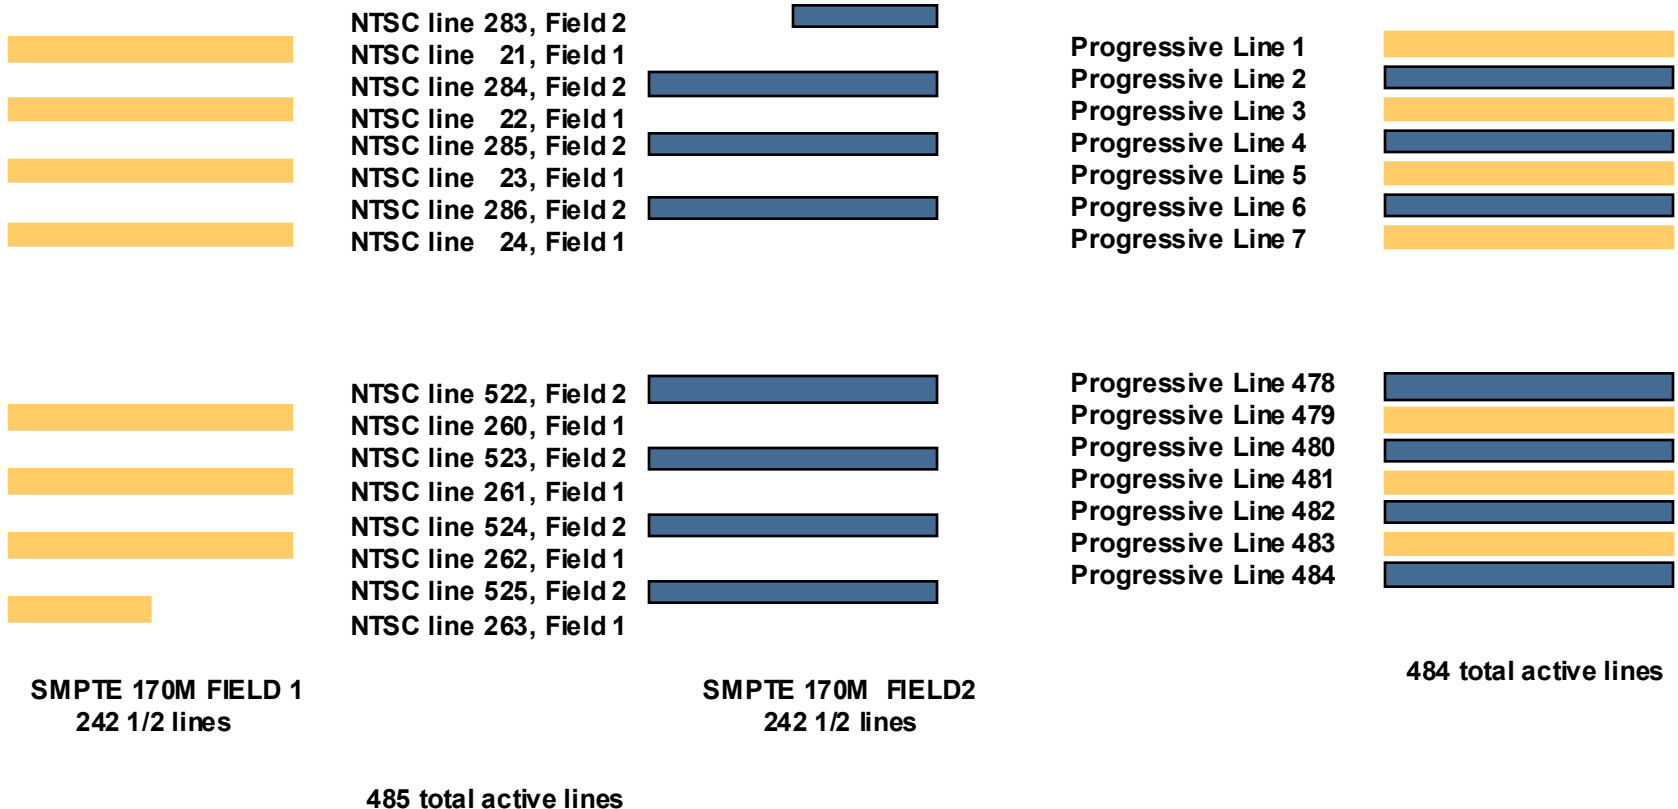 NTSC line 283, Field 2
NTSC line 21, Field 1
NTSC line 284, Field 2
NTSC line 22, Field 1
NTSC line 285, Field 2
NTSC line 23, Field 1
NTSC line 286, Field 2
NTSC line 24, Field 1
NTSC line 522, Field 2
NTSC line 260, Field 1
NTSC line 523, Field 2
NTSC line 261, Field 1
NTSC line 524, Field 2
NTSC line 262, Field 1
NTSC line 525, Field 2
NTSC line 263, Field 1
SMPTE 170M FIELD 1
242 1/2 lines
SMPTE 170M FIELD2
242 1/2 lines
485 total active lines
Progressive Line 1
Progressive Line 2
Progressive Line 3
Progressive Line 4
Progressive Line 5
Progressive Line 6
Progressive Line 7
Progressive Line 478
Progressive Line 479
Progressive Line 480
Progressive Line 481
Progressive Line 482
Progressive Line 483
Progressive Line 484
484 total active lines